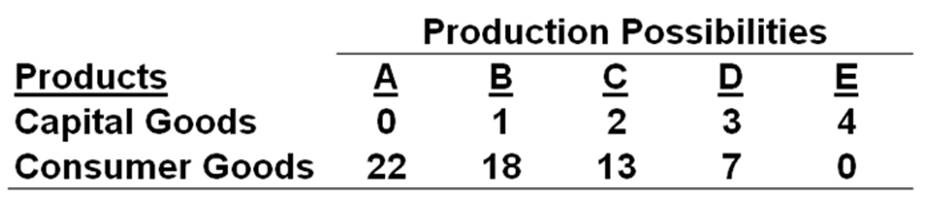 Production Possibilities
Products A B C D E
Capital Goods 0 1 2 3 4
Consumer Goods 22 18 13 7 0